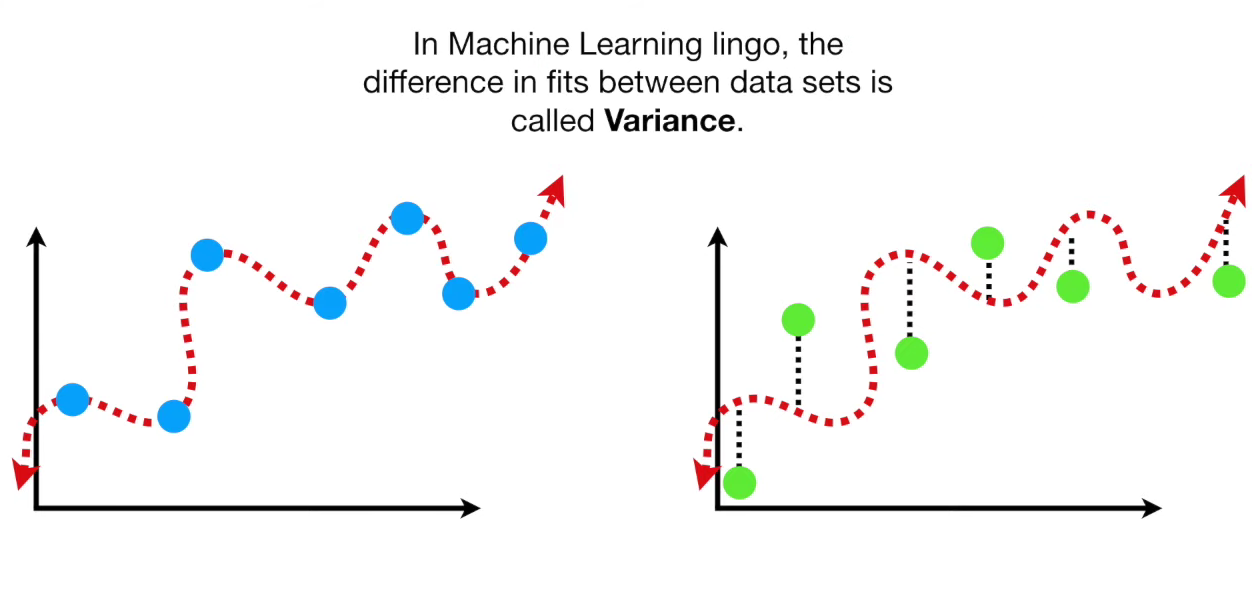 In Machine Learning lingo, the
difference in fits between data sets is
called Variance.